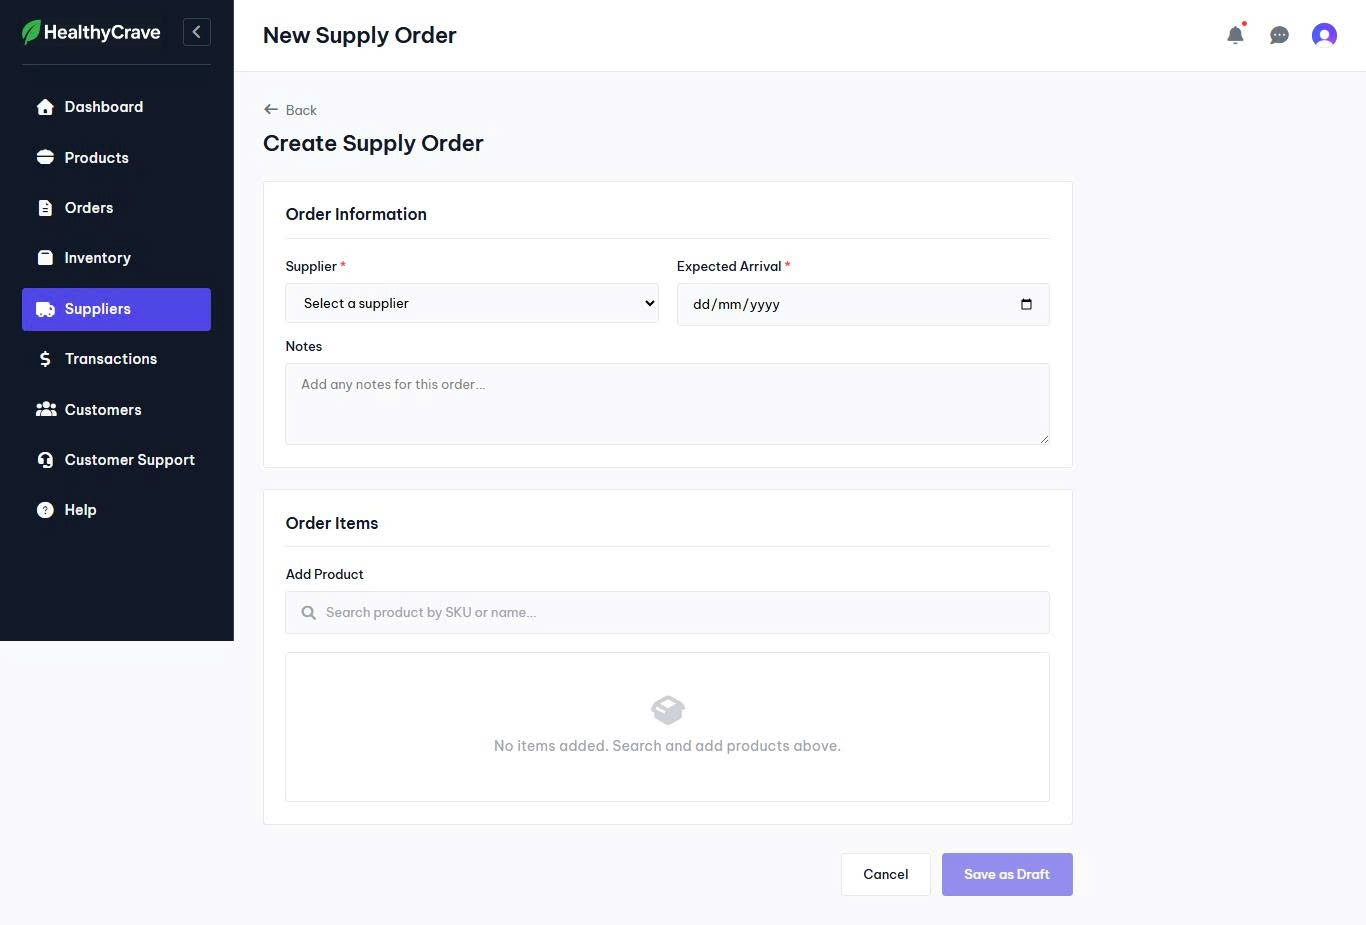 HealthyCrave
New Supply Order
Dashboard
Products
Orders
Inventory
Suppliers
Transactions
Customers
Customer Support
Help
Back
Create Supply Order
Order Information
Supplier *
Expected Arrival *
Select a supplier
dd/mm/yyyy
Notes
Add any notes for this order...
Order Items
Add Product
Search product by SKU or name...
No items added. Search and add products above.
Cancel
Save as Draft